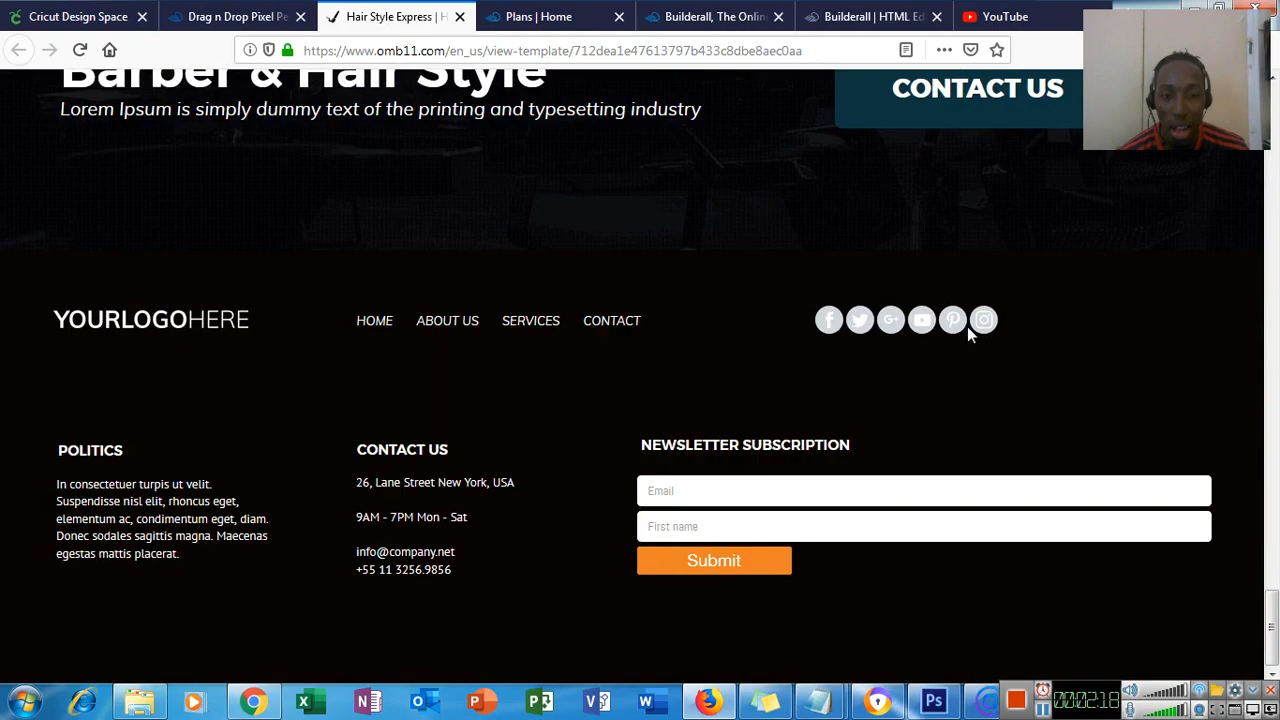 Cricut Design Space
Drag n Drop Pixel Pe
Hair Style Express | H
Plans | Home
Builderall, The Onlin
Builderall | HTML Ed
YouTube
https://www.omb11.com/en_us/view-template/712dea1e47613797b433c8dbe8aec0aa
Barber & Hair Style
Lorem Ipsum is simply dummy text of the printing and typesetting industry
CONTACT US
YOURLOGOHERE
HOME ABOUT US SERVICES CONTACT
POLITICS
In consectetuer turpis ut velit.
Suspendisse nisl elit, rhoncus eget,
elementum ac, condimentum eget, diam.
Donec sodales sagittis magna. Maecenas
egestas mattis placerat.
CONTACT US
26, Lane Street New York, USA
9AM - 7PM Mon - Sat
info@company.net
+55 11 3256.9856
NEWSLETTER SUBSCRIPTION
Email
First name
Submit
00:02:18